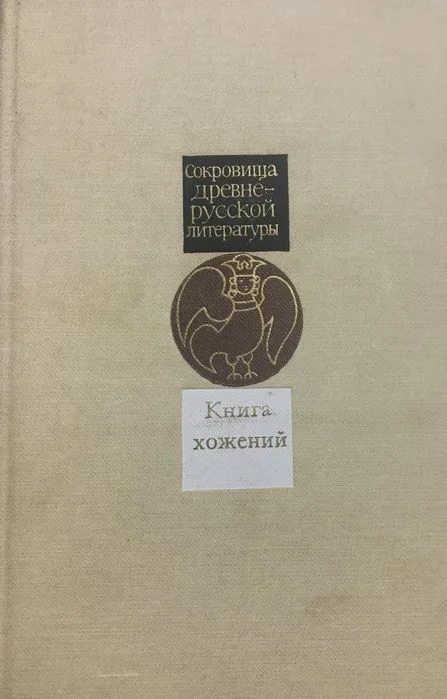 Сокровища
древне-
русской
литературы
Книга
хожений